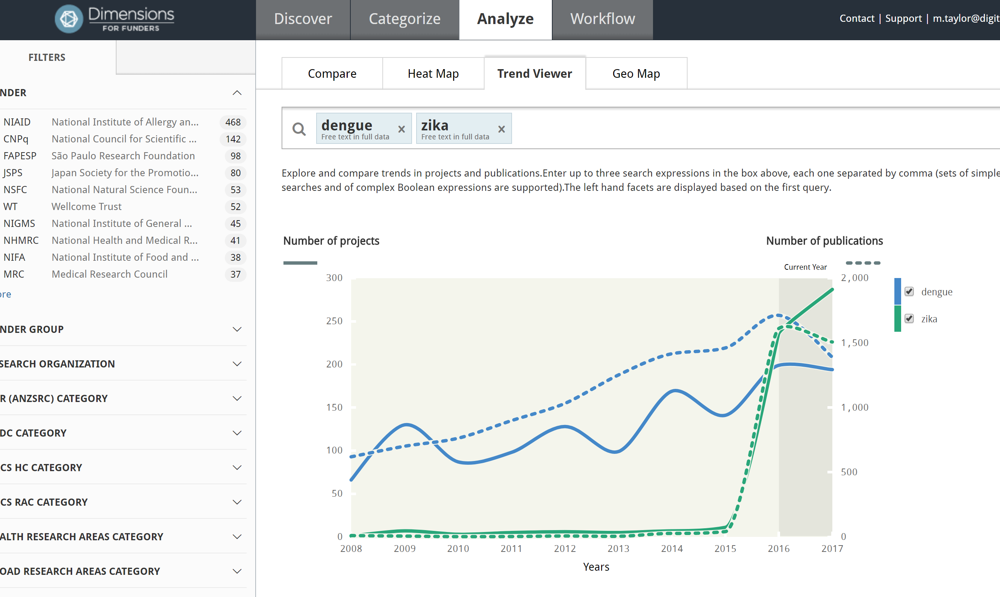 Dimensions
FOR FUNDERS
Discover
Categorize
Analyze
Workflow
Contact | Support | m.taylor@digit
FILTERS
NDER
NIAID National Institute of Allergy an... 468
CNPq National Council for Scientific ... 142
FAPESP São Paulo Research Foundation 98
JSPS Japan Society for the Promotio... 80
NSFC National Natural Science Foun... 53
WT Wellcome Trust 52
NIGMS National Institute of General ... 45
NHMRC National Health and Medical R... 41
NIFA National Institute of Food and ... 38
MRC Medical Research Council 37
ore
NDER GROUP
SEARCH ORGANIZATION
R (ANZSRC) CATEGORY
DC CATEGORY
CS HC CATEGORY
CS RAC CATEGORY
ALTH RESEARCH AREAS CATEGORY
OAD RESEARCH AREAS CATEGORY
Compare
Heat Map
Trend Viewer
Geo Map
dengue
Free text in full data
zika
Free text in full data
Explore and compare trends in projects and publications.Enter up to three search expressions in the box above, each one separated by comma (sets of simple
searches and of complex Boolean expressions are supported).The left hand facets are displayed based on the first query.
Number of projects
Number of publications
Current Year
300
250
200
150
100
50
0
2,000
1,500
1,000
500
0
dengue
zika
2008 2009 2010 2011 2012 2013 2014 2015 2016 2017
Years